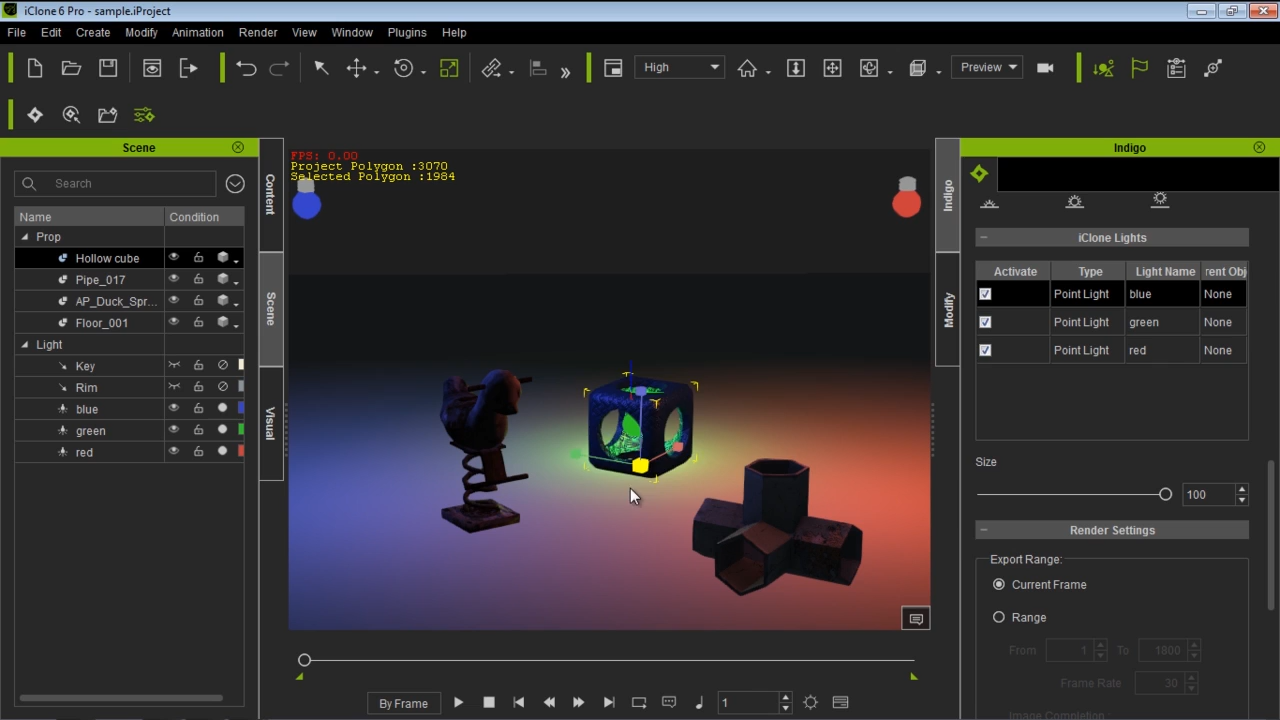 iClone 6 Pro - sample.iProject
File Edit Create Modify Animation Render View Window Plugins Help
High
Preview
Scene
Search
Name Condition
Prop
Hollow cube
Pipe_017
AP_Duck_Spr...
Floor_001
Light
Key
Rim
blue
green
red
Content
Scene
Visual
FPS: 0.00
Project Polygon :3070
Selected Polygon :1984
By Frame
1
Indigo
Modify
Indigo
iClone Lights
Activate Type Light Name rent Obj
Point Light blue None
Point Light green None
Point Light red None
Size
100
Render Settings
Export Range:
Current Frame
Range
From 1 To 1800
Frame Rate 30
Image Completion